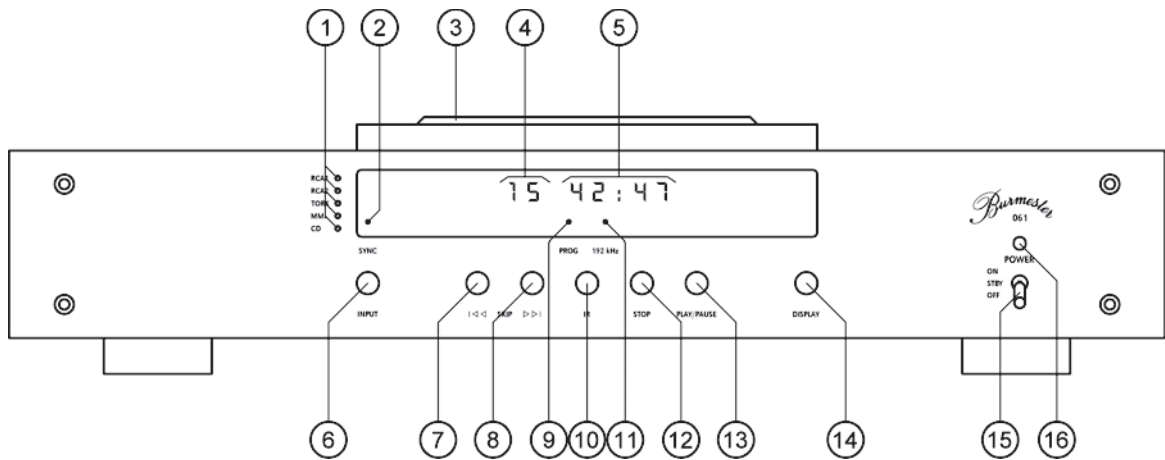 1 2 3 4 5
RCA1
RCA2
TORX
MM
CD
15 42:47
SYNC
PROG 192 kHz
INPUT
SKIP
IR
STOP
PLAY/PAUSE
DISPLAY
Burmester
061
POWER
ON
STBY
OFF
6 7 8 9 10 11 12 13 14 15 16